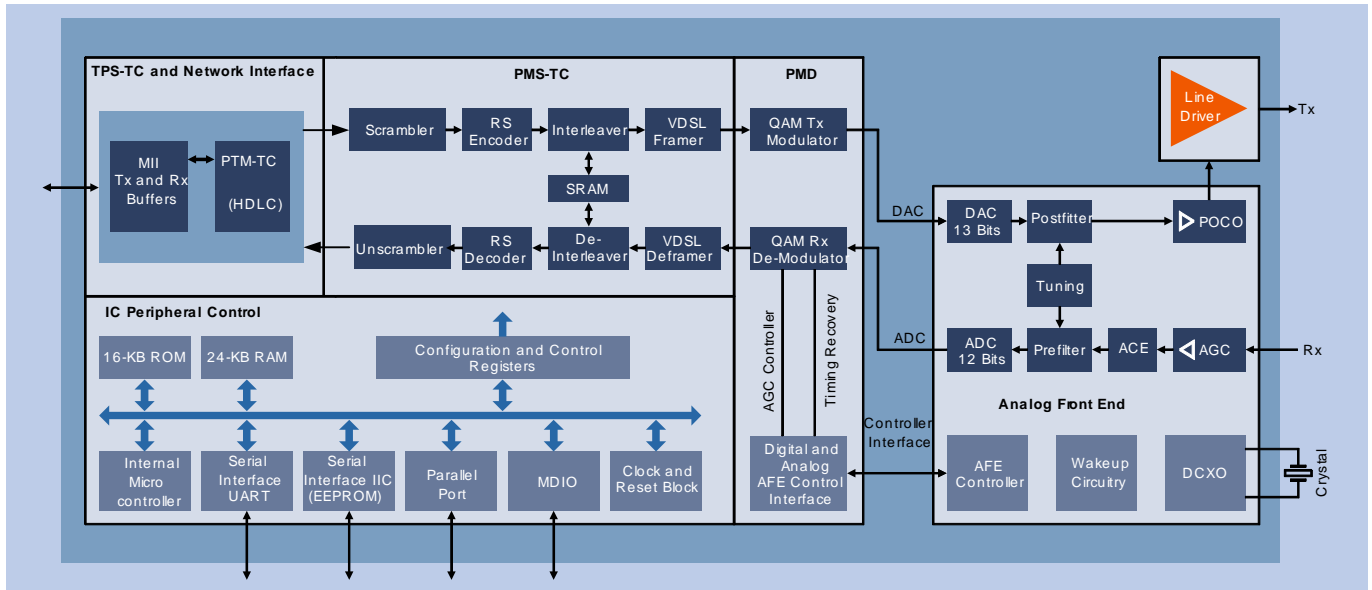 TPS-TC and Network Interface
PMS-TC
PMD
Line
Driver
Tx
Scrambler
RS
Encoder
Interleaver
VDSL
Framer
QAM Tx
Modulator
MII
Tx and Rx
Buffers
PTM-TC
(HDLC)
SRAM
DAC
DAC
13 Bits
Postfitter
POCO
Unscrambler
RS
Decoder
De-
Interleaver
VDSL
Deframer
QAM Rx
De-Modulator
Tuning
IC Peripheral Control
16-KB ROM
24-KB RAM
Configuration and Control
Registers
AGC Controller
Timing Recovery
ADC
ADC
12 Bits
Prefilter
ACE
AGC
Rx
Analog Front End
Controller
Interface
Internal
Micro
controller
Serial
Interface
UART
Serial
Interface IIC
(EEPROM)
Parallel
Port
MDIO
Clock and
Reset Block
Digital and
Analog
AFE Control
Interface
AFE
Controller
Wakeup
Circuitry
DCXO
Crystal